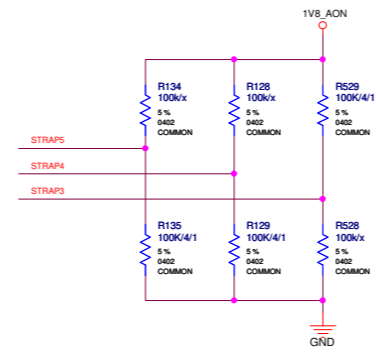 1V8_AON
R134
100k/x
5 %
0402
COMMON
R128
100k/x
5 %
0402
COMMON
R529
100K/4/1
5 %
0402
COMMON
STRAP5
STRAP4
STRAP3
R135
100K/4/1
5 %
0402
COMMON
R129
100K/4/1
5 %
0402
COMMON
R528
100k/x
5 %
0402
COMMON
GND